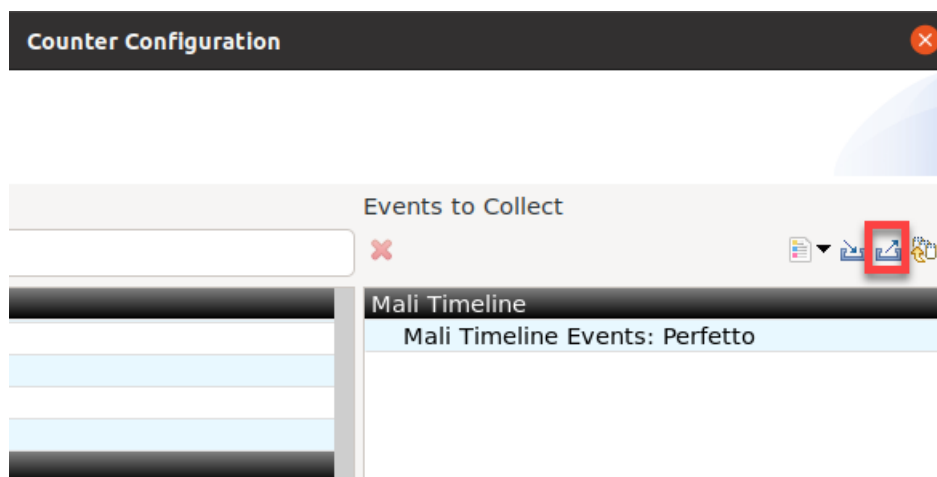 Counter Configuration
Events to Collect
Mali Timeline
Mali Timeline Events: Perfetto